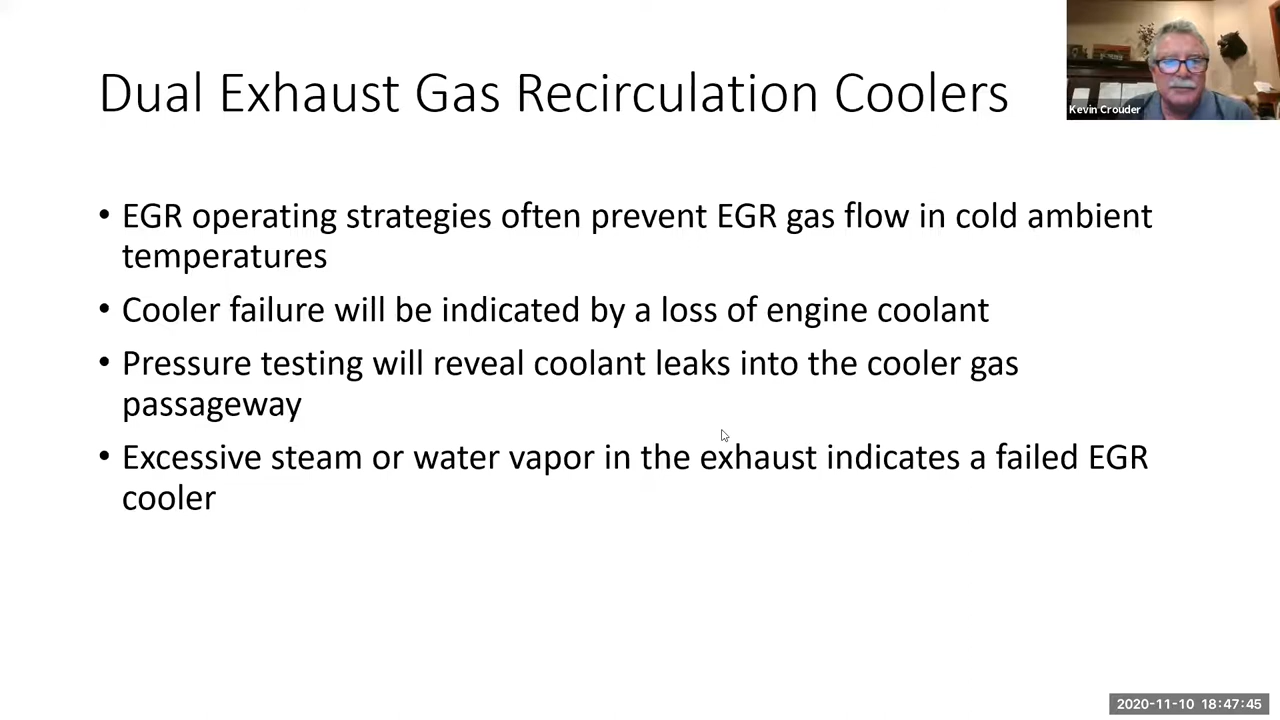 Dual Exhaust Gas Recirculation Coolers
Kevin Crouder
• EGR operating strategies often prevent EGR gas flow in cold ambient
temperatures
• Cooler failure will be indicated by a loss of engine coolant
• Pressure testing will reveal coolant leaks into the cooler gas
passageway
• Excessive steam or water vapor in the exhaust indicates a failed EGR
cooler
2020-11-10 18:47:45